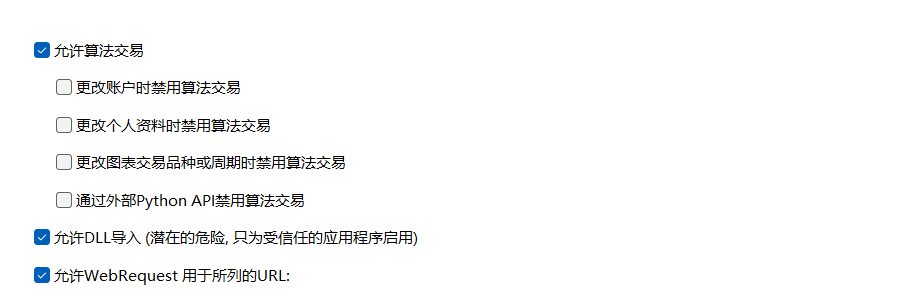 允许算法交易
更改账户时禁用算法交易
更改个人资料时禁用算法交易
更改图表交易品种或周期时禁用算法交易
通过外部Python API禁用算法交易
允许DLL导入 (潜在的危险, 只为受信任的应用程序启用)
允许WebRequest 用于所列的URL: